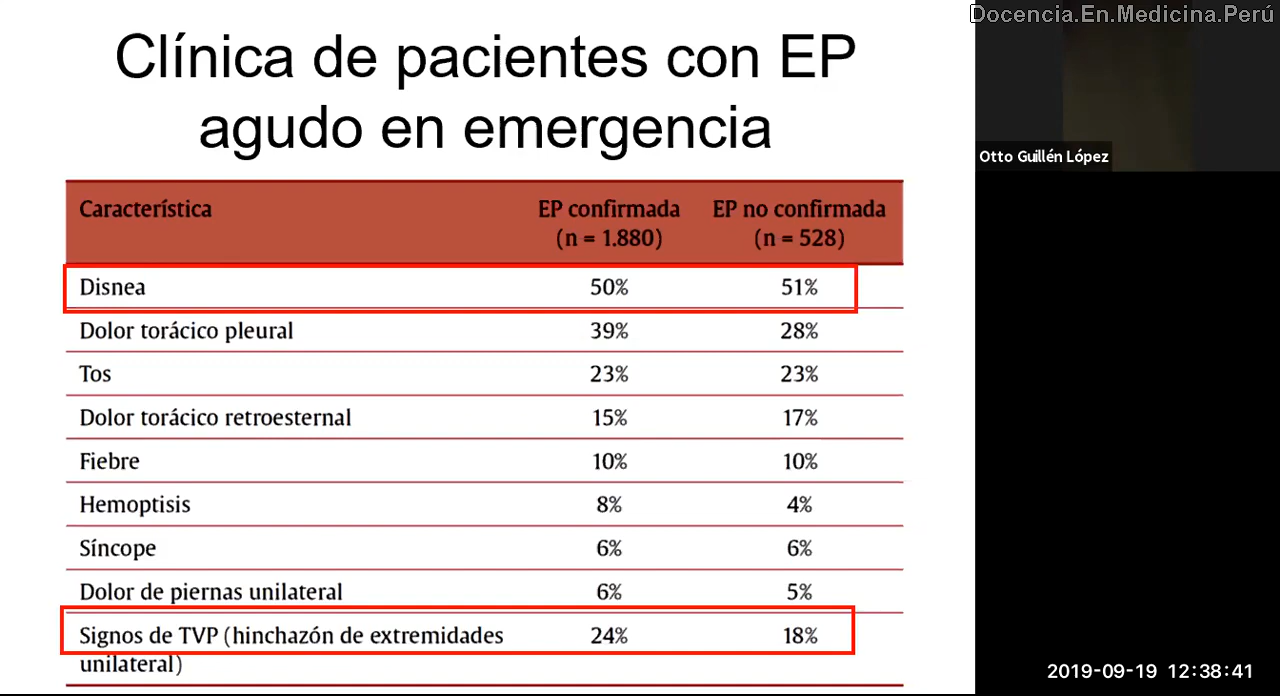 Docencia.En.Medicina.Perú
Clínica de pacientes con EP
agudo en emergencia
Otto Guillén López
Característica EP confirmada EP no confirmada
(n = 1.880) (n = 528)
Disnea 50% 51%
Dolor torácico pleural 39% 28%
Tos 23% 23%
Dolor torácico retroesternal 15% 17%
Fiebre 10% 10%
Hemoptisis 8% 4%
Síncope 6% 6%
Dolor de piernas unilateral 6% 5%
Signos de TVP (hinchazón de extremidades 24% 18%
unilateral)
2019-09-19 12:38:41